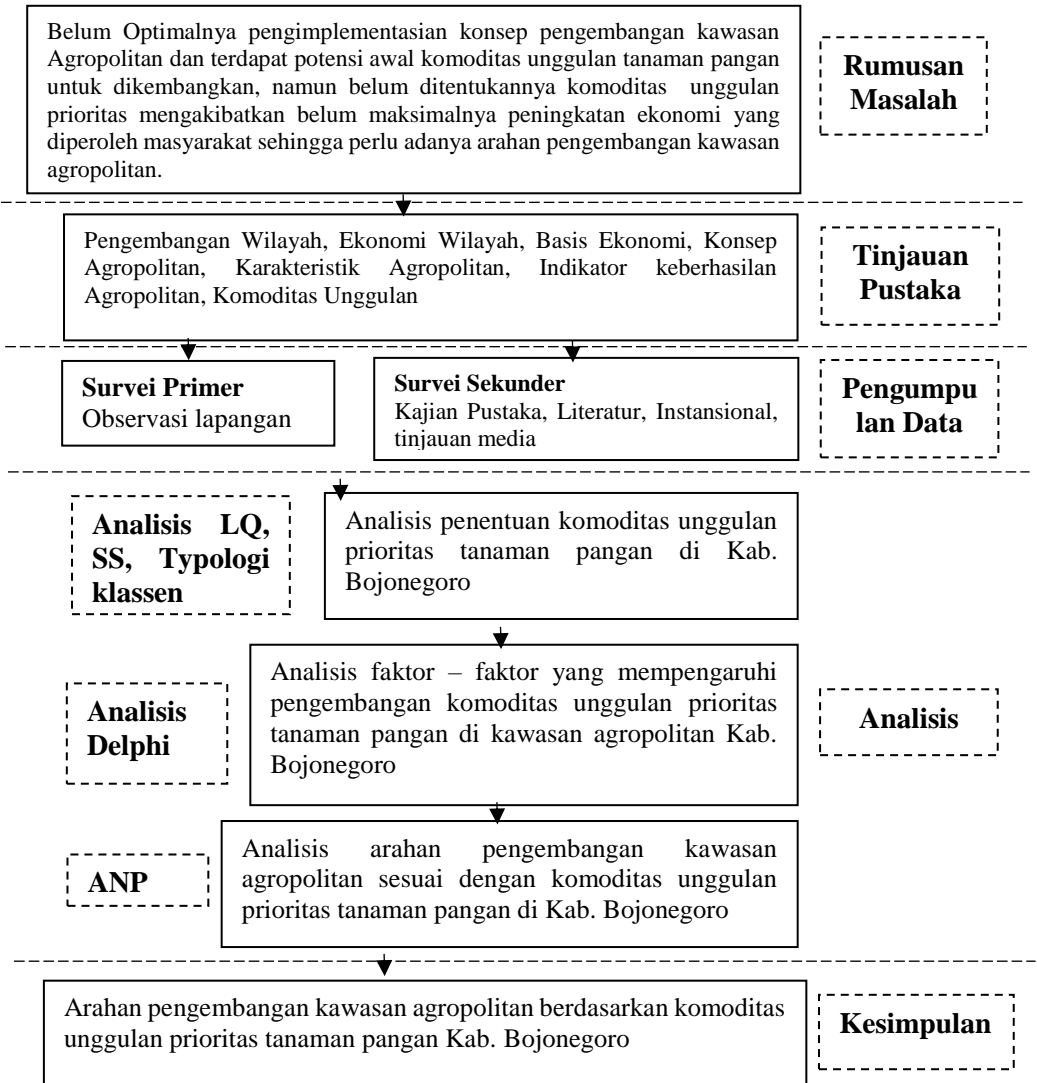 Belum Optimalnya pengimplementasian konsep pengembangan kawasan
Agropolitan dan terdapat potensi awal komoditas unggulan tanaman pangan
untuk dikembangkan, namun belum ditentukannya komoditas unggulan
prioritas mengakibatkan belum maksimalnya peningkatan ekonomi yang
diperoleh masyarakat sehingga perlu adanya arahan pengembangan kawasan
agropolitan.
Rumusan
Masalah
Pengembangan Wilayah, Ekonomi Wilayah, Basis Ekonomi, Konsep
Agropolitan, Karakteristik Agropolitan, Indikator keberhasilan
Agropolitan, Komoditas Unggulan
Tinjauan
Pustaka
Survei Primer
Observasi lapangan
Survei Sekunder
Kajian Pustaka, Literatur, Instansional,
tinjauan media
Pengumpu
lan Data
Analisis LQ,
SS, Typologi
klassen
Analisis penentuan komoditas unggulan
prioritas tanaman pangan di Kab.
Bojonegoro
Analisis
Delphi
Analisis faktor – faktor yang mempengaruhi
pengembangan komoditas unggulan prioritas
tanaman pangan di kawasan agropolitan Kab.
Bojonegoro
Analisis
ANP
Analisis arahan pengembangan kawasan
agropolitan sesuai dengan komoditas unggulan
prioritas tanaman pangan di Kab. Bojonegoro
Arahan pengembangan kawasan agropolitan berdasarkan komoditas
unggulan prioritas tanaman pangan Kab. Bojonegoro
Kesimpulan